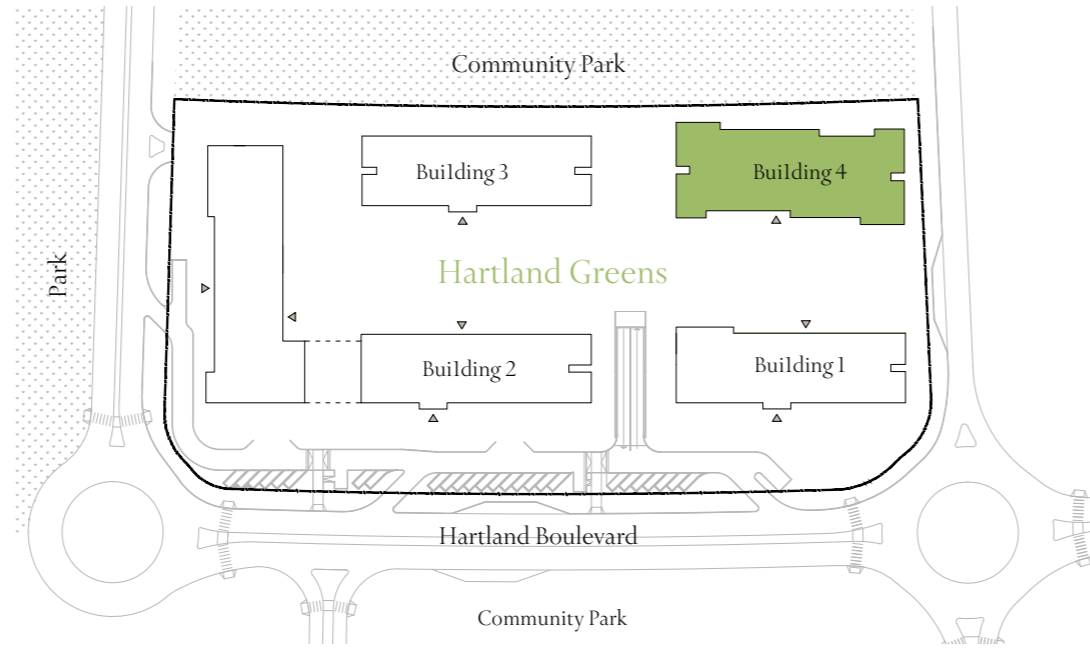 Community Park
Building 3
Building 4
Park
Hartland Greens
Building 2
Building 1
Hartland Boulevard
Community Park